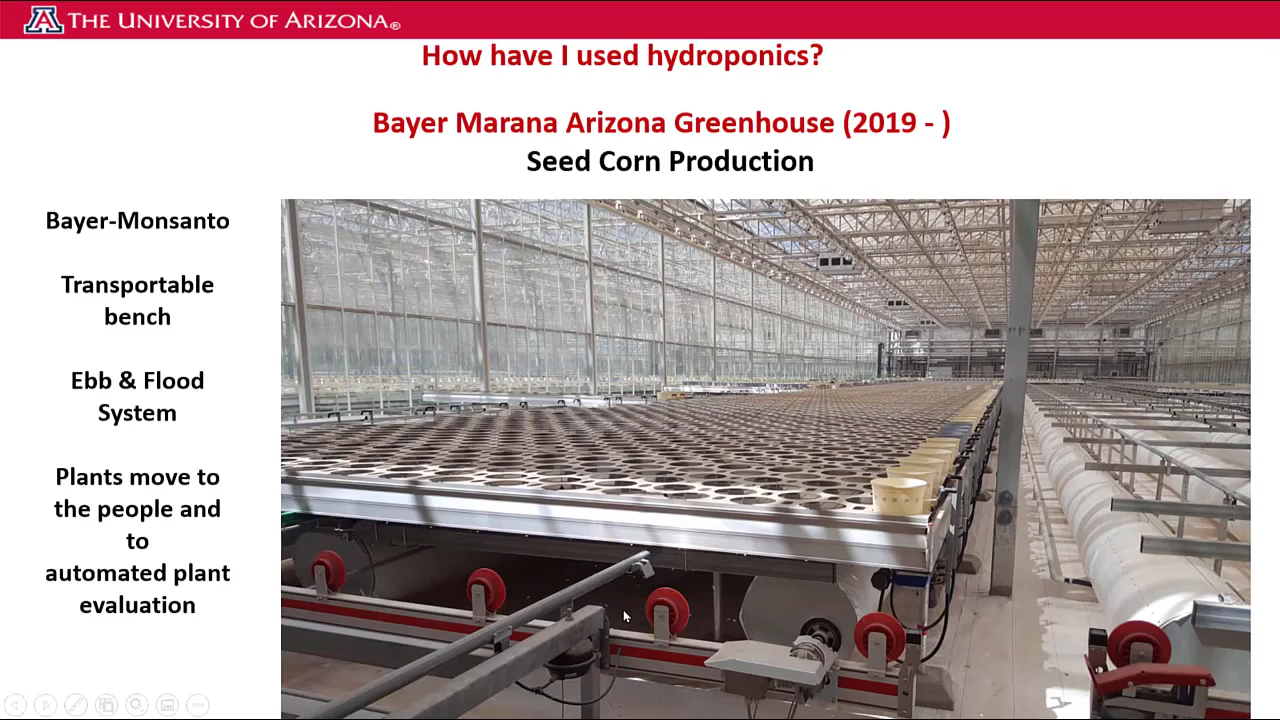 A THE UNIVERSITY OF ARIZONA®
How have I used hydroponics?
Bayer Marana Arizona Greenhouse (2019 - )
Seed Corn Production
Bayer-Monsanto
Transportable
bench
Ebb & Flood
System
Plants move to
the people and
to
automated plant
evaluation